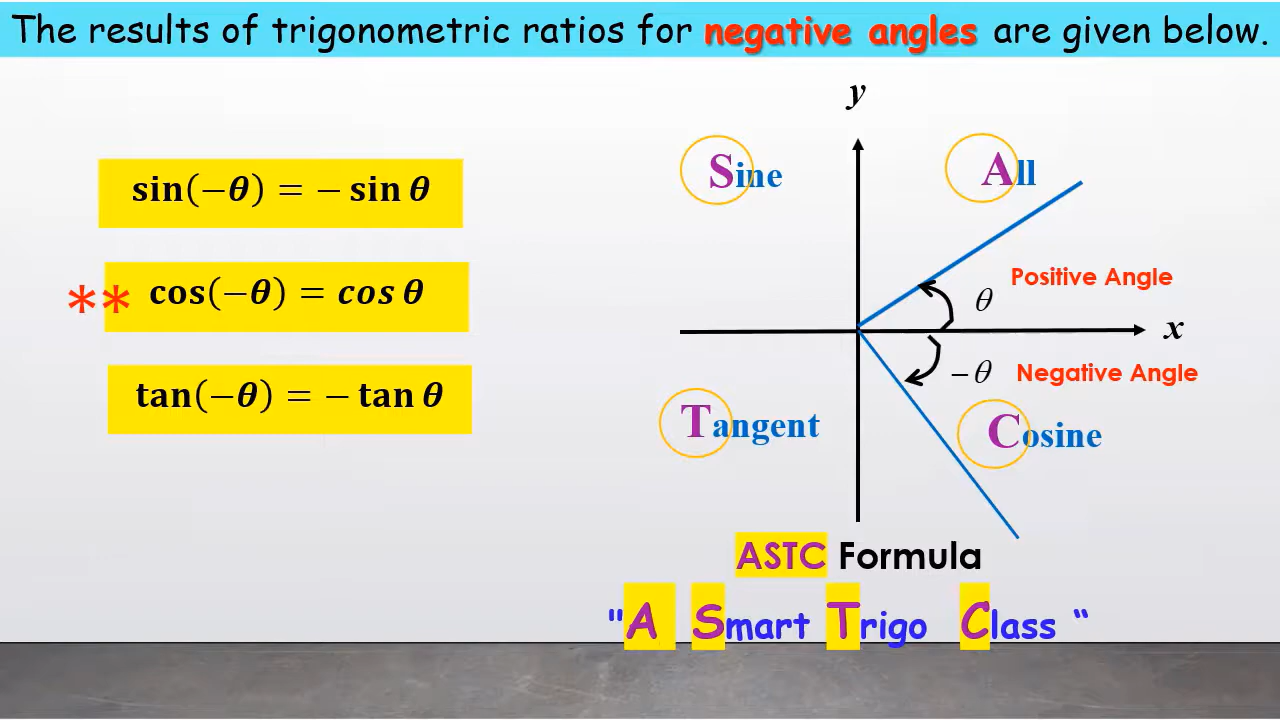 The results of trigonometric ratios for negative angles are given below.
sin(−θ) = − sin θ
** cos(−θ) = cos θ
tan(−θ) = − tan θ
y
Sine
All
Positive Angle
θ
x
−θ
Negative Angle
Tangent
Cosine
ASTC Formula
"A Smart Trigo Class “